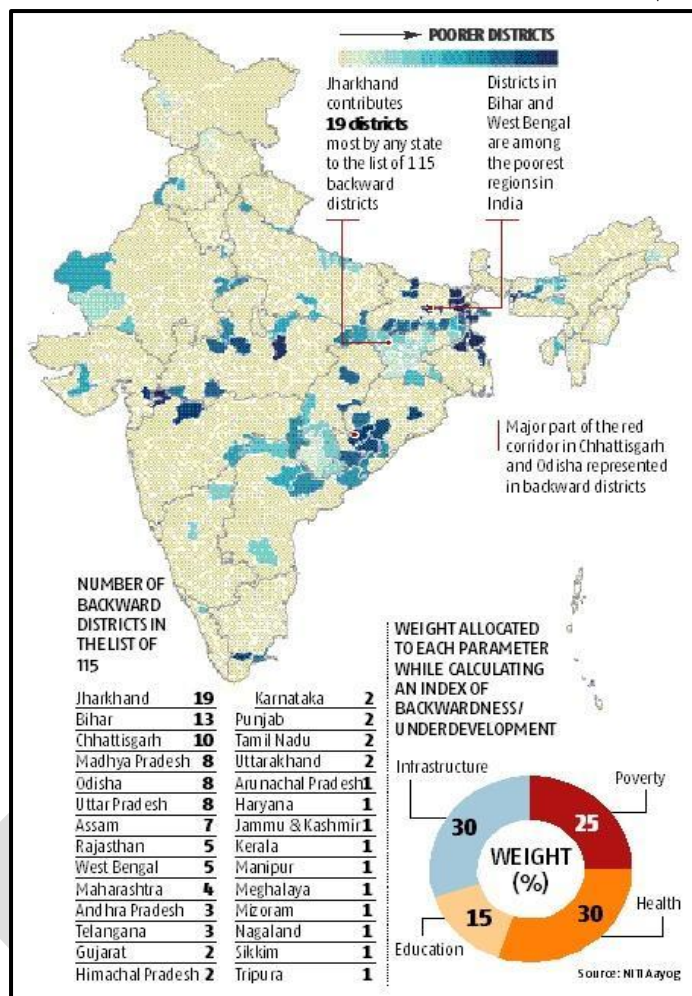 POORER DISTRICTS
Jharkhand
contributes
19 districts
most by any state
to the list of 115
backward
districts
Districts in
Bihar and
West Bengal
are among
the poorest
regions in
India
Major part of the red
corridor in Chhattisgarh
and Odisha represented
in backward districts
NUMBER OF
BACKWARD
DISTRICTS IN
THE LIST OF
115
Jharkhand 19
Bihar 13
Chhattisgarh 10
Madhya Pradesh 8
Odisha 8
Uttar Pradesh 8
Assam 7
Rajasthan 5
West Bengal 5
Maharashtra 4
Andhra Pradesh 3
Telangana 3
Gujarat 2
Himachal Pradesh 2
Karnataka 2
Punjab 2
Tamil Nadu 2
Uttarakhand 2
Arunachal Pradesh 1
Haryana 1
Jammu & Kashmir 1
Kerala 1
Manipur 1
Meghalaya 1
Mizoram 1
Nagaland 1
Sikkim 1
Tripura 1
WEIGHT ALLOCATED
TO EACH PARAMETER
WHILE CALCULATING
AN INDEX OF
BACKWARDNESS/
UNDERDEVELOPMENT
Infrastructure
30
Poverty
25
WEIGHT
(%)
Health
30
Education
15
Source: NITI Aayog